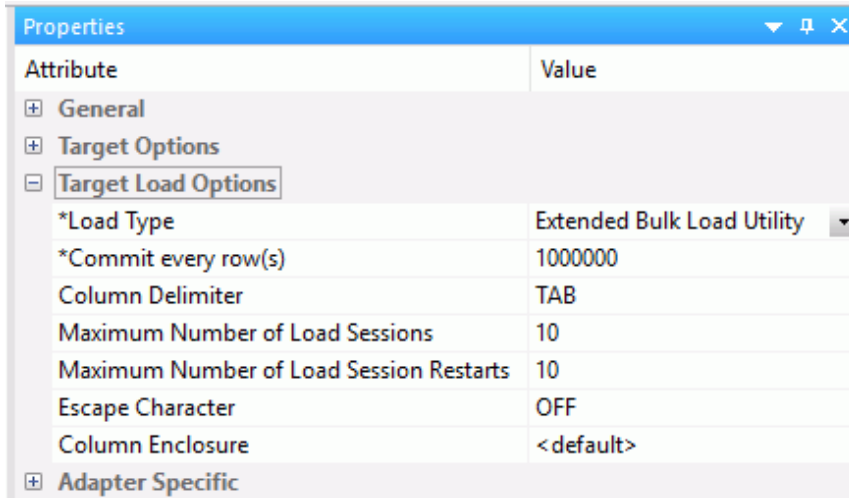 Properties
Attribute Value
General
Target Options
Target Load Options
*Load Type Extended Bulk Load Utility
*Commit every row(s) 1000000
Column Delimiter TAB
Maximum Number of Load Sessions 10
Maximum Number of Load Session Restarts 10
Escape Character OFF
Column Enclosure <default>
Adapter Specific